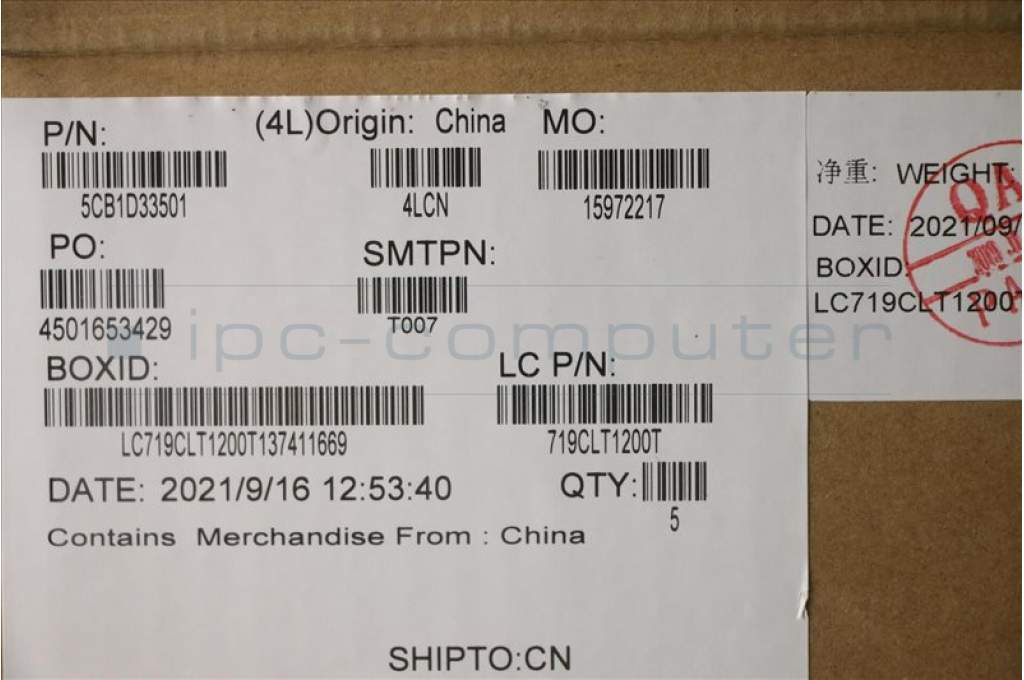 P/N: (4L)Origin: China MO:
5CB1D33501 4LCN 15972217
PO: SMTPN:
4501653429 T007
BOXID: LC P/N:
LC719CLT1200T137411669 719CLT1200T
DATE: 2021/9/16 12:53:40 QTY:
5
Contains Merchandise From : China
SHIPTO:CN
净重: WEIGHT:
DATE: 2021/09/
BOXID:
LC719CLT1200T
QA
PA
ipc-computer